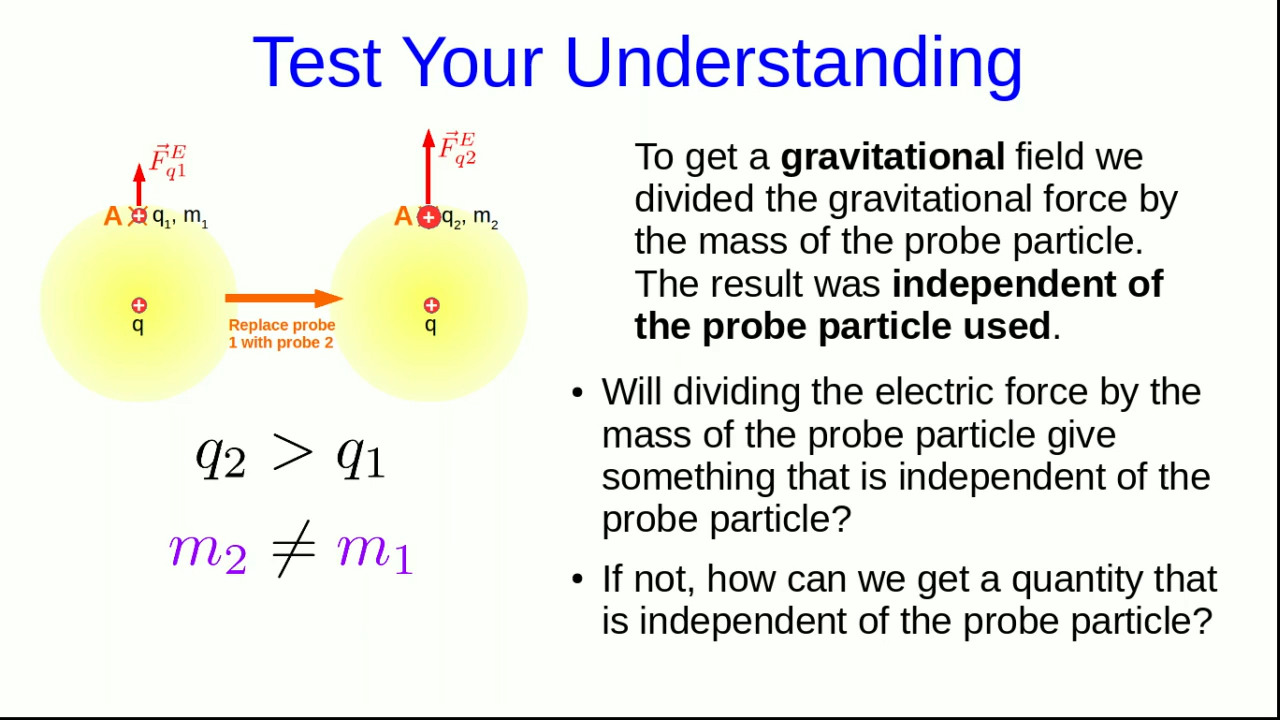 Test Your Understanding
F⃗ᴱq1
F⃗ᴱq2
A
q₁, m₁
A
q₂, m₂
q
q
Replace probe
1 with probe 2
q₂ > q₁
m₂ ≠ m₁
To get a gravitational field we
divided the gravitational force by
the mass of the probe particle.
The result was independent of
the probe particle used.
• Will dividing the electric force by the
mass of the probe particle give
something that is independent of the
probe particle?
• If not, how can we get a quantity that
is independent of the probe particle?